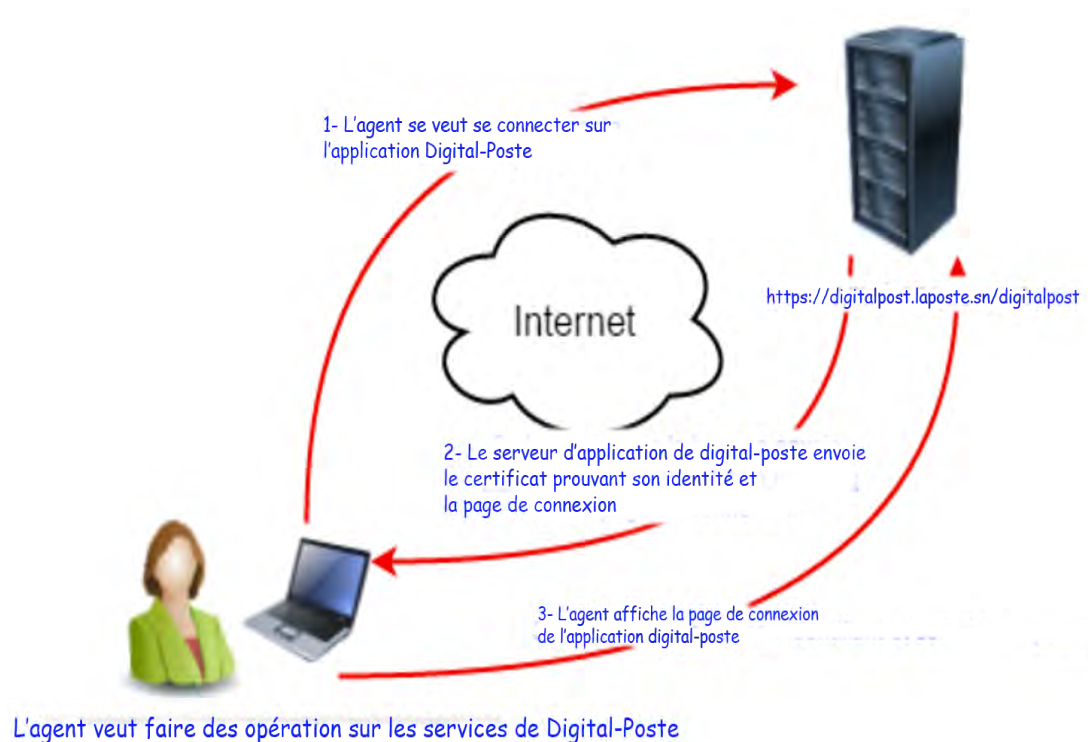 1- L'agent se veut se connecter sur
l'application Digital-Poste
Internet
https://digitalpost.laposte.sn/digitalpost
2- Le serveur d'application de digital-poste envoie
le certificat prouvant son identité et
la page de connexion
3- L'agent affiche la page de connexion
de l'application digital-poste
L'agent veut faire des opération sur les services de Digital-Poste